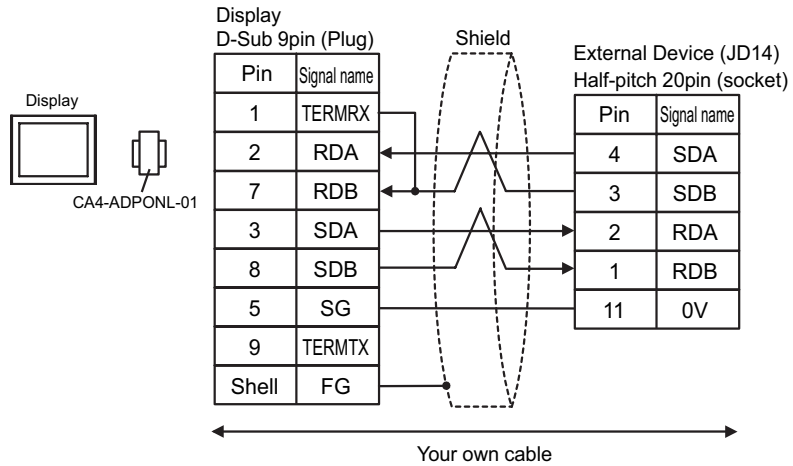 Display
D-Sub 9pin (Plug)
Shield
External Device (JD14)
Half-pitch 20pin (socket)
Display
CA4-ADPONL-01
Pin Signal name
1 TERMRX
2 RDA
7 RDB
3 SDA
8 SDB
5 SG
9 TERMTX
Shell FG
Pin Signal name
4 SDA
3 SDB
2 RDA
1 RDB
11 0V
Your own cable